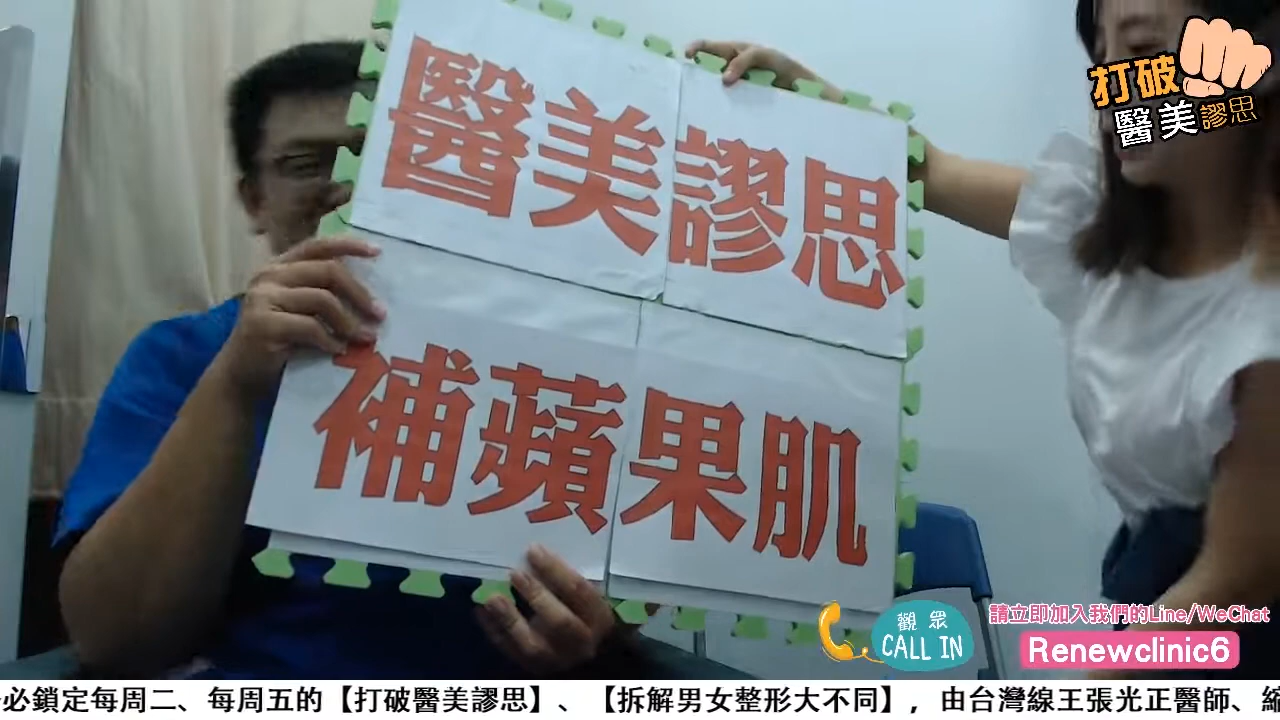 打破
醫美謬思
醫美謬思
補蘋果肌
觀眾
CALL IN
請立即加入我們的Line/WeChat
Renewclinic6
必鎖定每周二、每周五的【打破醫美謬思】、【拆解男女整形大不同】，由台灣線王張光正醫師、